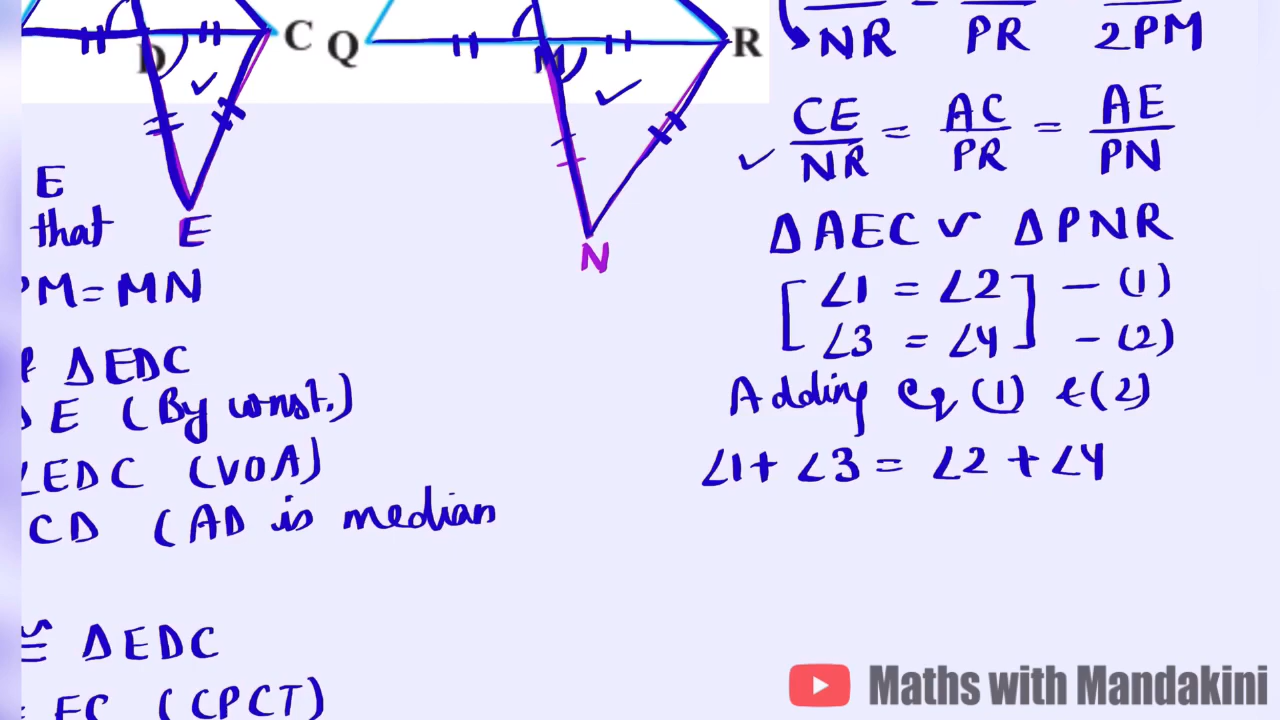 NR PR 2PM
D C Q M R
CE/NR = AC/PR = AE/PN
E
that E
N
PM = MN
ΔAEC ~ ΔPNR
[∠1 = ∠2] — (1)
∠3 = ∠4 — (2)
Δ EDC
E (By const.)
∠EDC (VOA)
CD (AD is median
Adding eq (1) & (2)
∠1 + ∠3 = ∠2 + ∠4
≅ Δ EDC
= EC (CPCT)
Maths with Mandakini